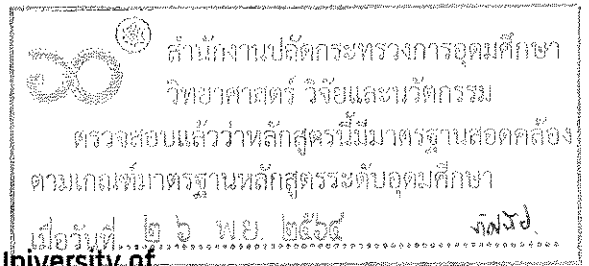 สำนักงานปลัดกระทรวงการอุดมศึกษา
วิทยาศาสตร์ วิจัยและนวัตกรรม
ตรวจสอบแล้วว่าหลักสูตรนี้มีมาตรฐานสอดคล้อง
ตามเกณฑ์มาตรฐานหลักสูตรระดับอุดมศึกษา
เมื่อวันที่ ๒ ๖ พ.ย. ๒๕๖๔
University of